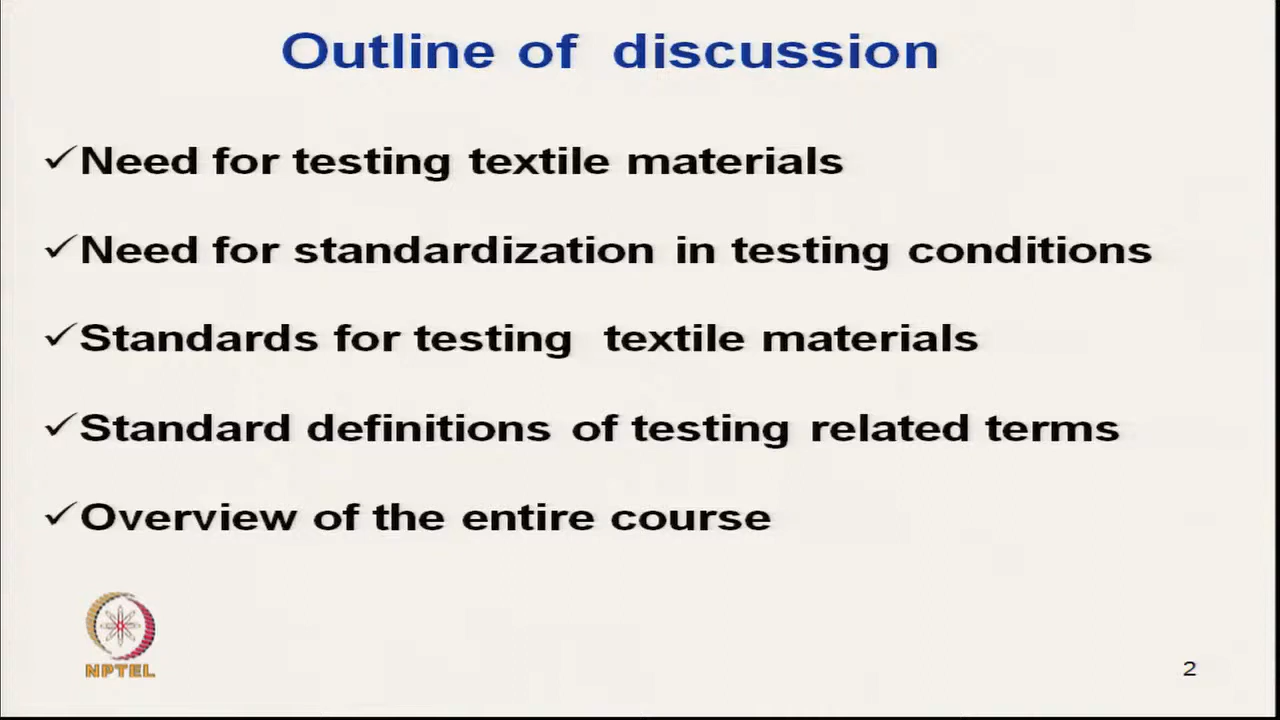 Outline of discussion
✓Need for testing textile materials
✓Need for standardization in testing conditions
✓Standards for testing textile materials
✓Standard definitions of testing related terms
✓Overview of the entire course
NPTEL
2